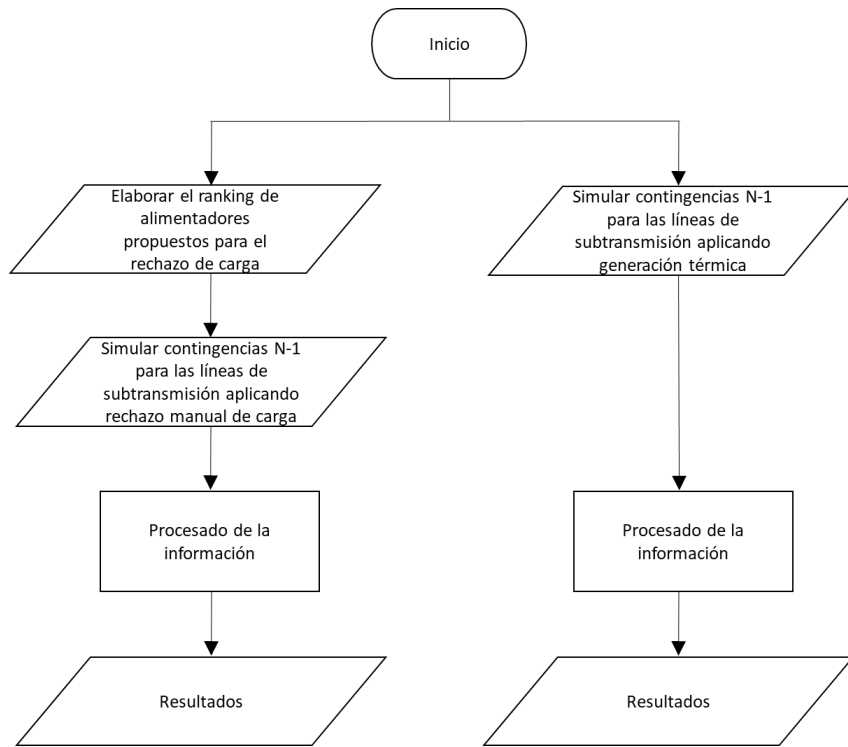 Inicio
Elaborar el ranking de
alimentadores
propuestos para el
rechazo de carga
Simular contingencias N-1
para las líneas de
subtransmisión aplicando
generación térmica
Simular contingencias N-1
para las líneas de
subtransmisión aplicando
rechazo manual de carga
Procesado de la
información
Procesado de la
información
Resultados
Resultados